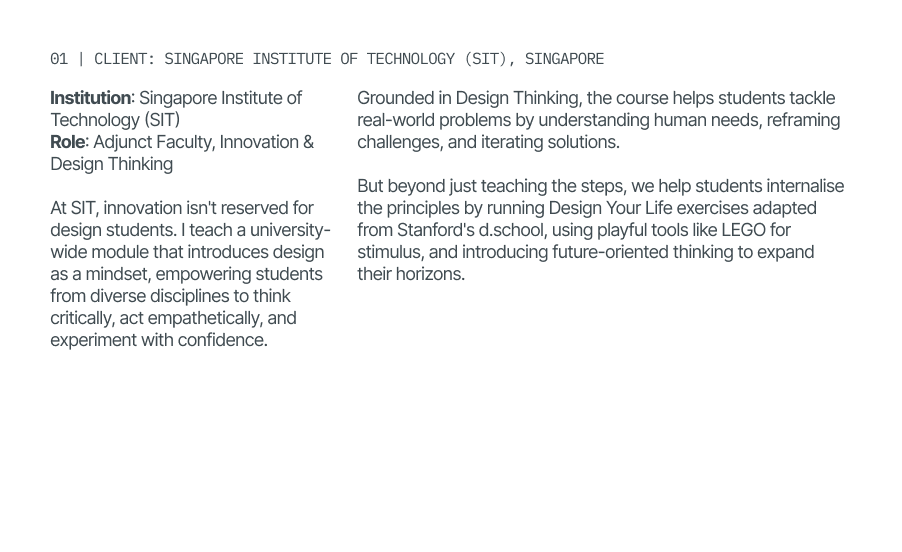 01 | CLIENT: SINGAPORE INSTITUTE OF TECHNOLOGY (SIT), SINGAPORE
Institution: Singapore Institute of
Technology (SIT)
Role: Adjunct Faculty, Innovation &
Design Thinking
At SIT, innovation isn't reserved for
design students. I teach a university-
wide module that introduces design
as a mindset, empowering students
from diverse disciplines to think
critically, act empathetically, and
experiment with confidence.
Grounded in Design Thinking, the course helps students tackle
real-world problems by understanding human needs, reframing
challenges, and iterating solutions.
But beyond just teaching the steps, we help students internalise
the principles by running Design Your Life exercises adapted
from Stanford's d.school, using playful tools like LEGO for
stimulus, and introducing future-oriented thinking to expand
their horizons.